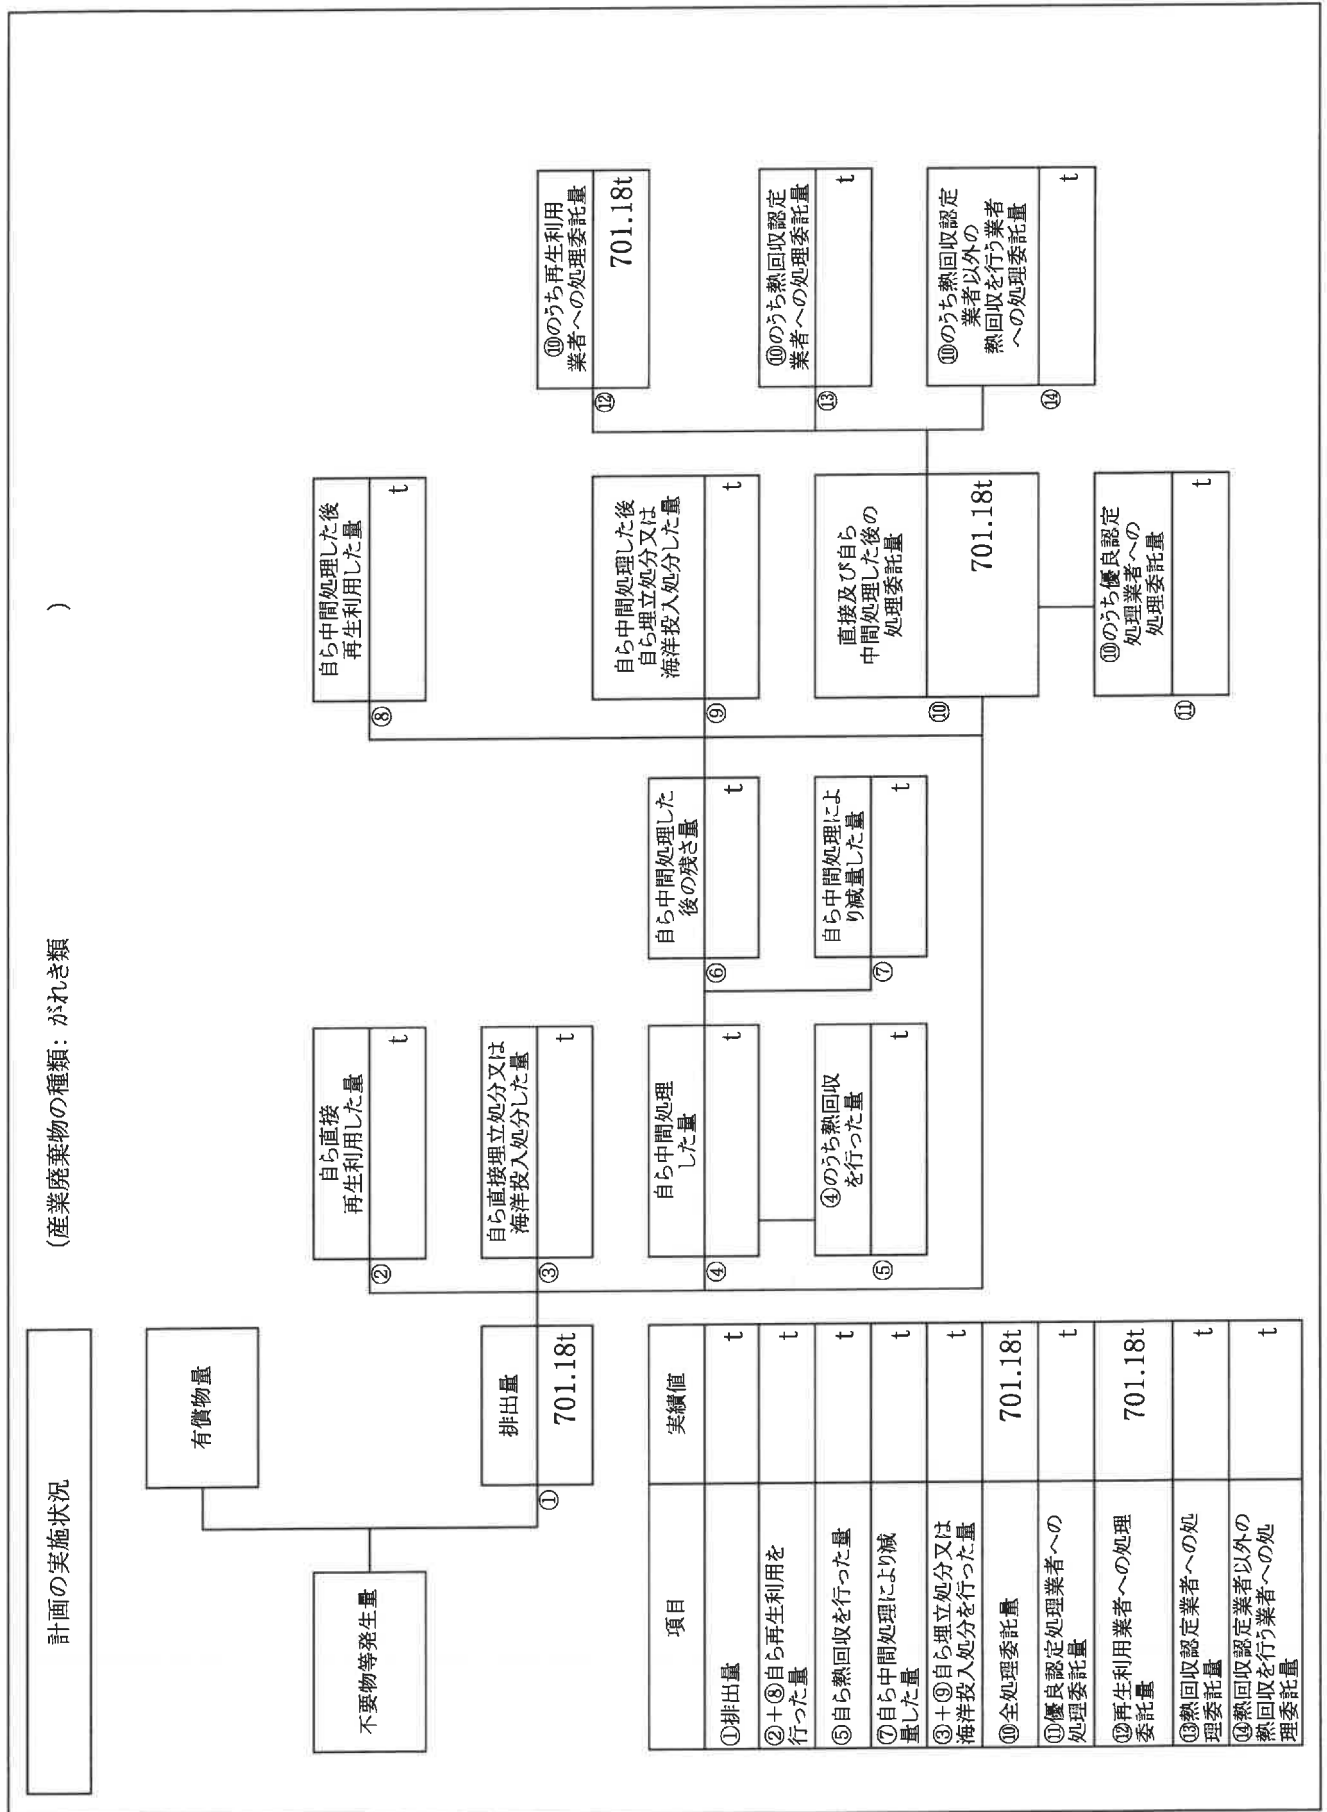 計画の実施状況
（産業廃棄物の種類：がれき類　　　）
不要物等発生量
有償物量
排出量
①
701.18t
自ら直接
再生利用した量
②
t
自ら直接埋立処分又は
海洋投入処分した量
③
t
自ら中間処理
した量
④
t
④のうち熱回収
を行った量
⑤
t
自ら中間処理した
後の残さ量
⑥
t
自ら中間処理によ
り減量した量
⑦
t
自ら中間処理した後
再生利用した量
⑧
t
自ら中間処理した後
自ら埋立処分又は
海洋投入処分した量
⑨
t
直接及び自ら
中間処理した後の
処理委託量
⑩
701.18t
⑩のうち優良認定
処理業者への
処理委託量
⑪
t
⑩のうち再生利用
業者への処理委託量
⑫
701.18t
⑩のうち熱回収認定
業者への処理委託量
⑬
t
⑩のうち熱回収認定
業者以外の
熱回収を行う業者
への処理委託量
⑭
t
項目 実績値
①排出量 t
②＋⑧自ら再生利用を
行った量 t
⑤自ら熱回収を行った量 t
⑦自ら中間処理により減
量した量 t
③＋⑨自ら埋立処分又は
海洋投入処分を行った量 t
⑩全処理委託量 701.18t
⑪優良認定処理業者への
処理委託量 t
⑫再生利用業者への処理
委託量 701.18t
⑬熱回収認定業者への処
理委託量 t
⑭熱回収認定業者以外の
熱回収を行う業者への処
理委託量 t